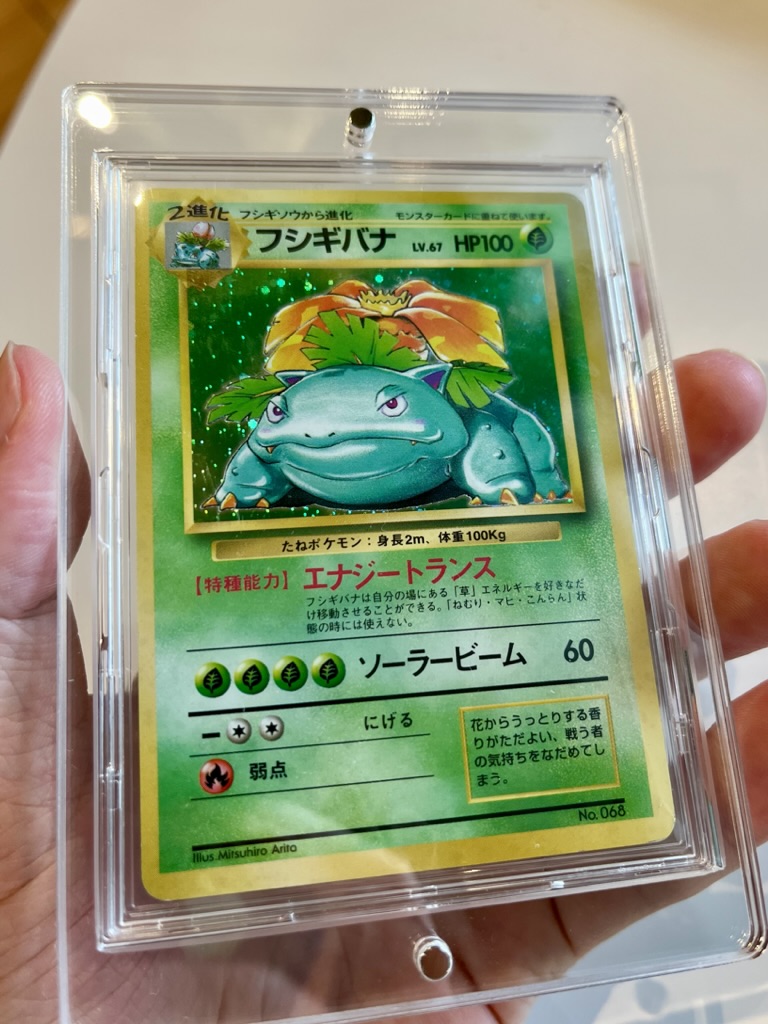 2進化 フシギソウから進化 モンスターカードに重ねて使います。
フシギバナ LV.67 HP100
たねポケモン：身長2m、体重100Kg
【特種能力】 エナジートランス
フシギバナは自分の場にある「草」エネルギーを好きなだ
け移動させることができる。「ねむり・マヒ・こんらん」状
態の時には使えない。
ソーラービーム 60
にげる
弱点
花からうっとりする香
りがただよい、戦う者
の気持ちをなだめてし
まう。
No.068
Illus.Mitsuhiro Arita